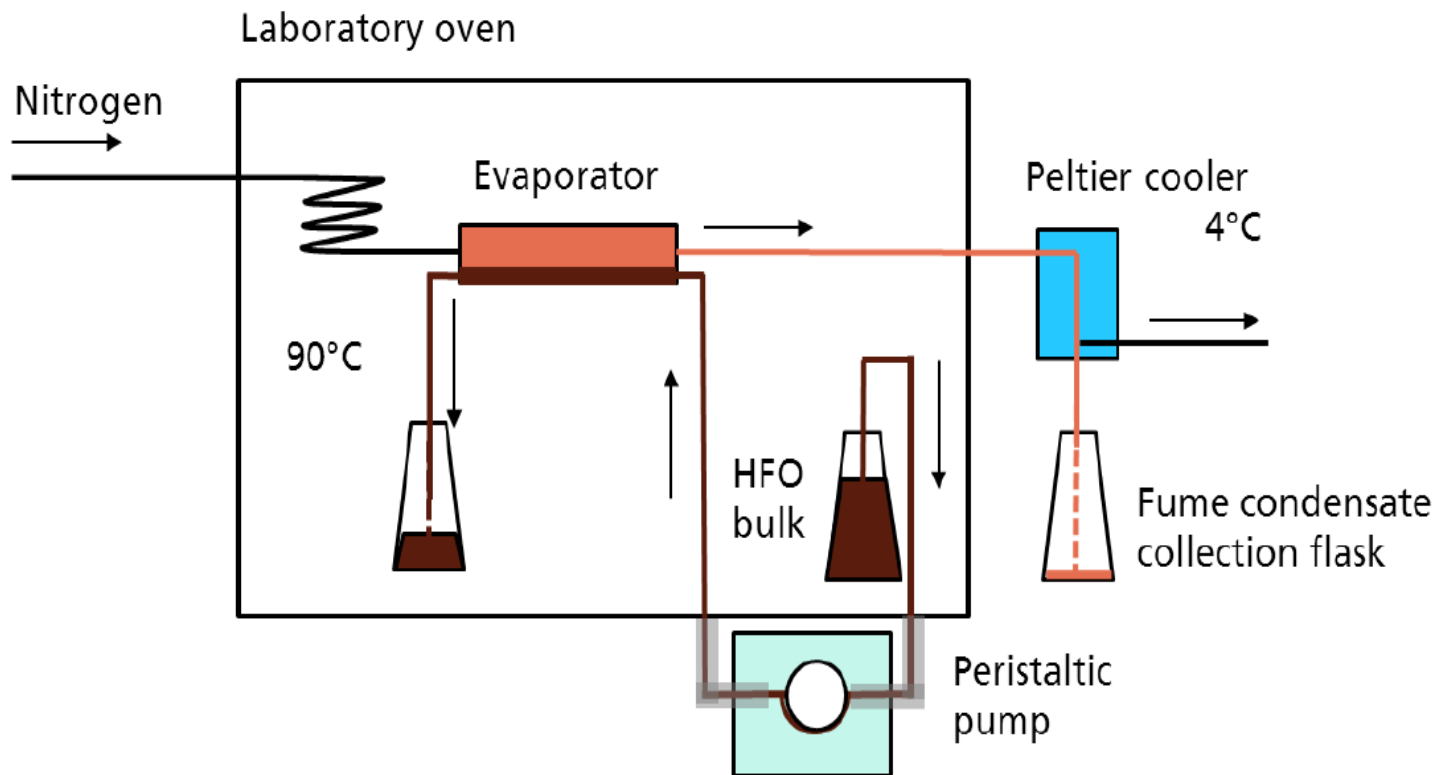 Laboratory oven
Nitrogen
Evaporator
Peltier cooler
4°C
90°C
HFO
bulk
Fume condensate
collection flask
Peristaltic
pump